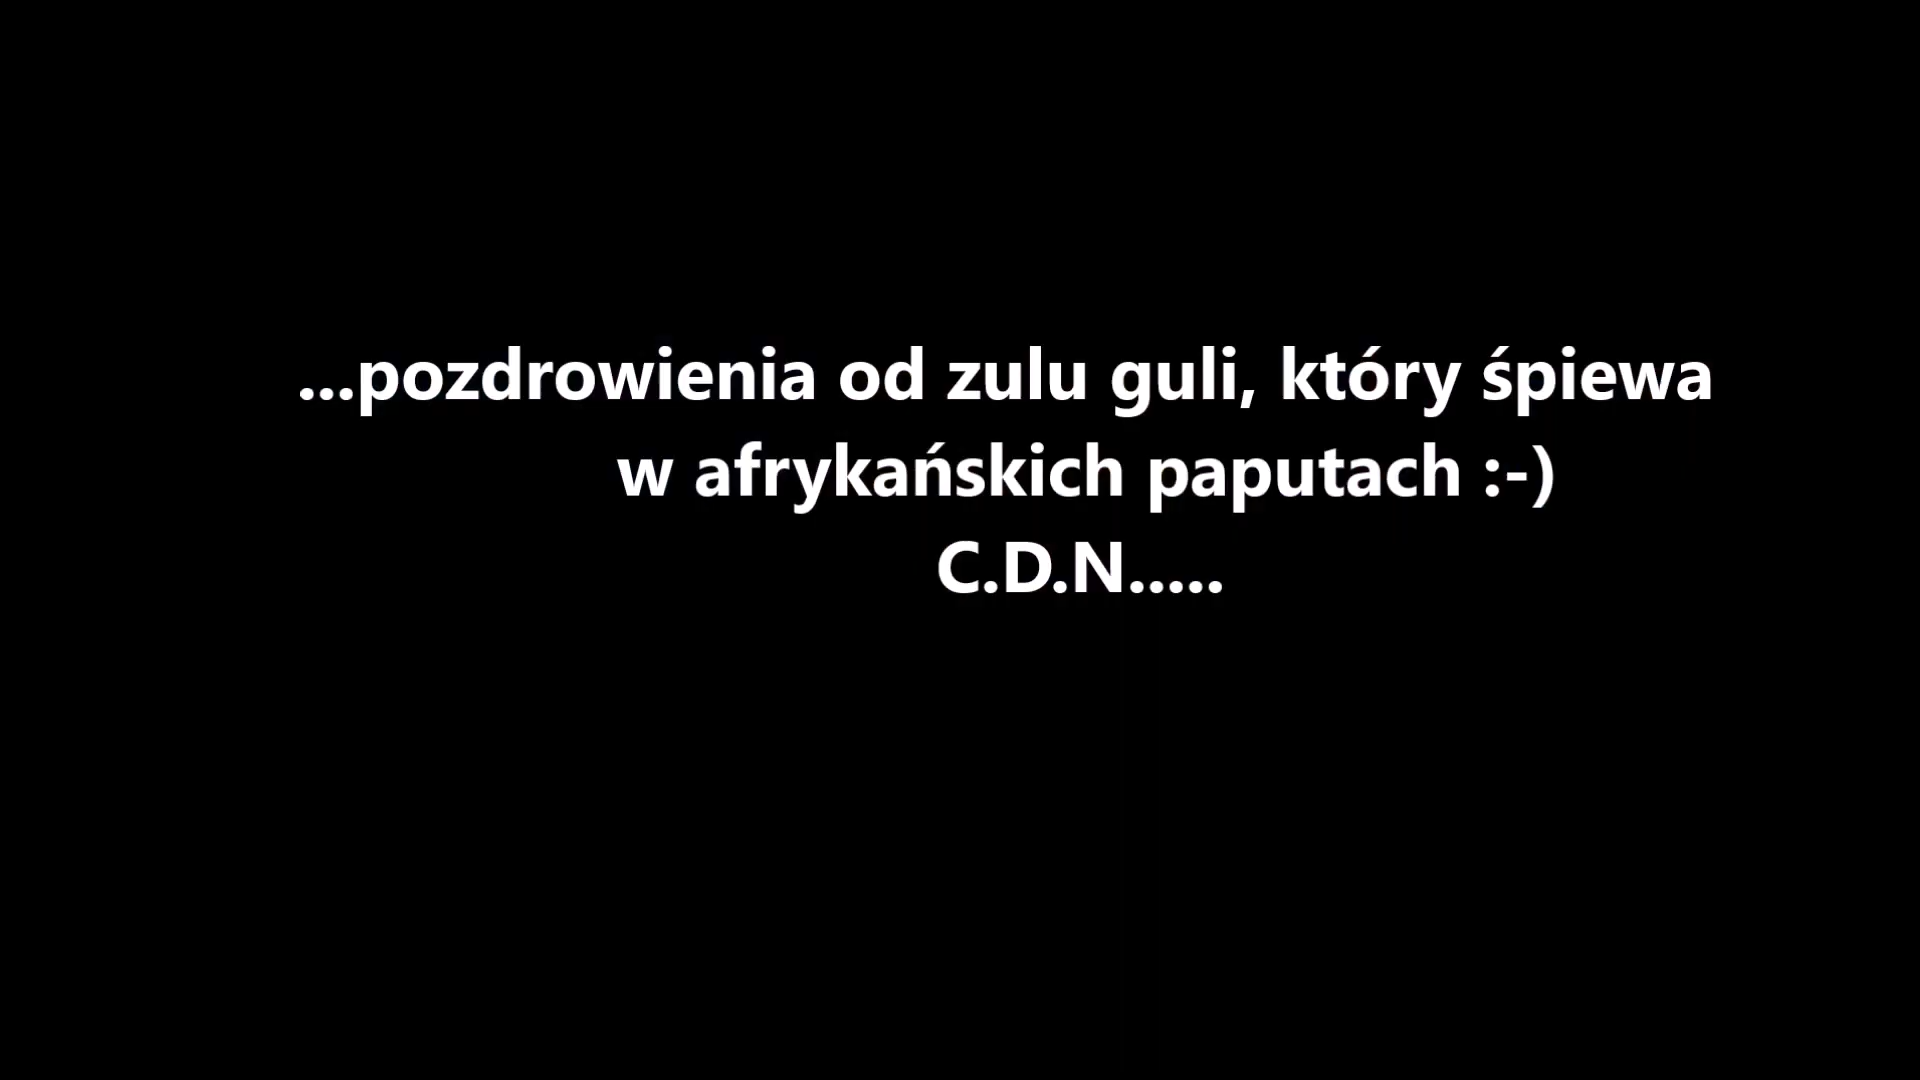 ...pozdrowienia od zulu guli, który śpiewa
w afrykańskich paputach :-)
C.D.N.....